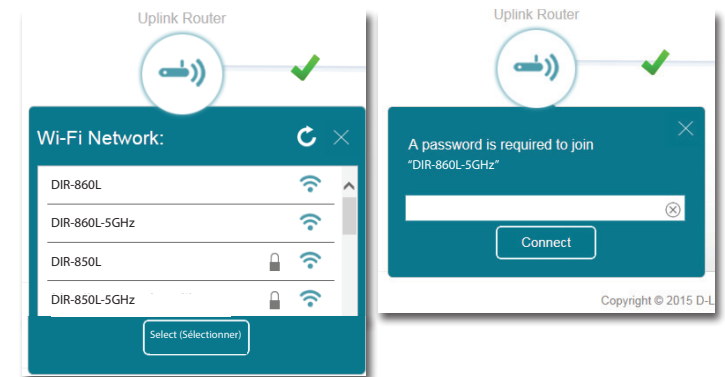 Uplink Router
Wi-Fi Network:
DIR-860L
DIR-860L-5GHz
DIR-850L
DIR-850L-5GHz
Select (Sélectionner)
Uplink Router
A password is required to join
“DIR-860L-5GHz”
Connect
Copyright © 2015 D-L